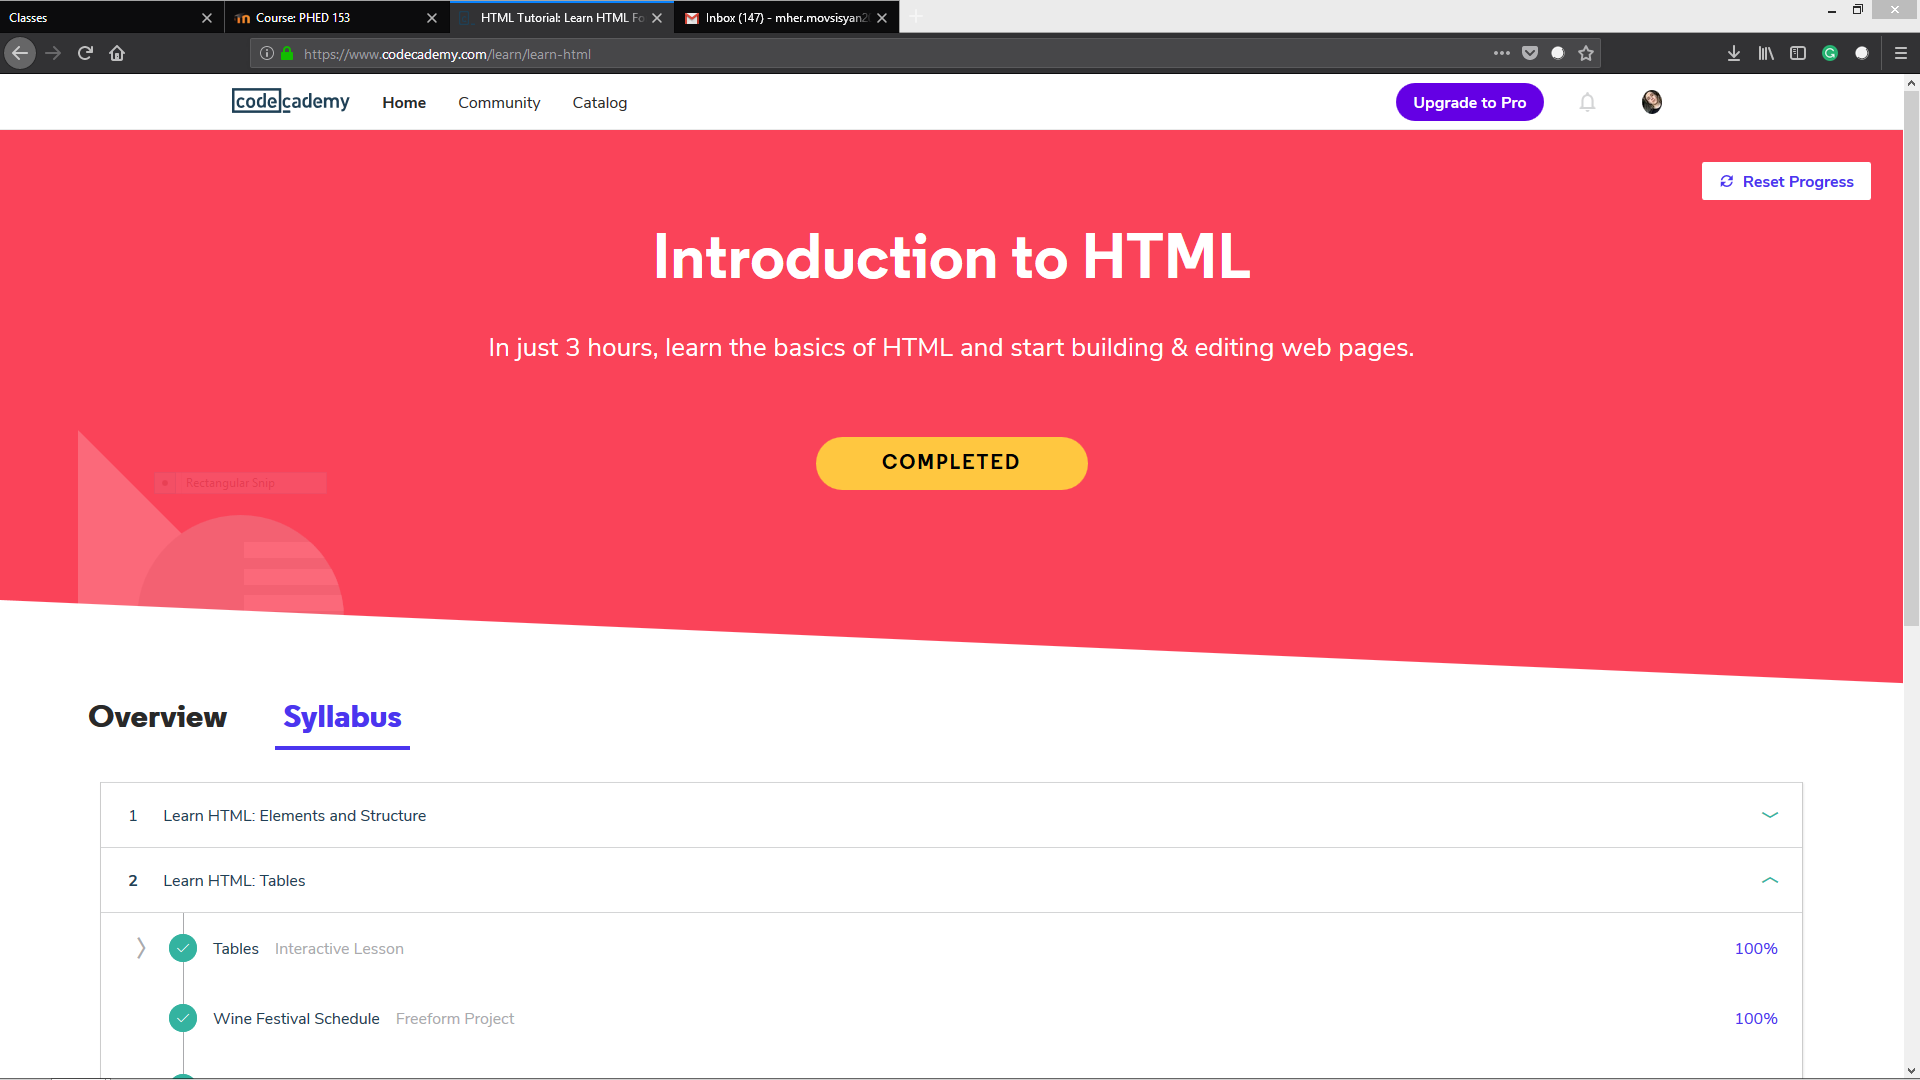 Classes
Course: PHED 153
HTML Tutorial: Learn HTML Fo
Inbox (147) - mher.movsisyan2
https://www.codecademy.com/learn/learn-html
codecademy
Home
Community
Catalog
Upgrade to Pro
Reset Progress
Introduction to HTML
In just 3 hours, learn the basics of HTML and start building & editing web pages.
COMPLETED
Rectangular Snip
Overview
Syllabus
1 Learn HTML: Elements and Structure
2 Learn HTML: Tables
Tables Interactive Lesson 100%
Wine Festival Schedule Freeform Project 100%